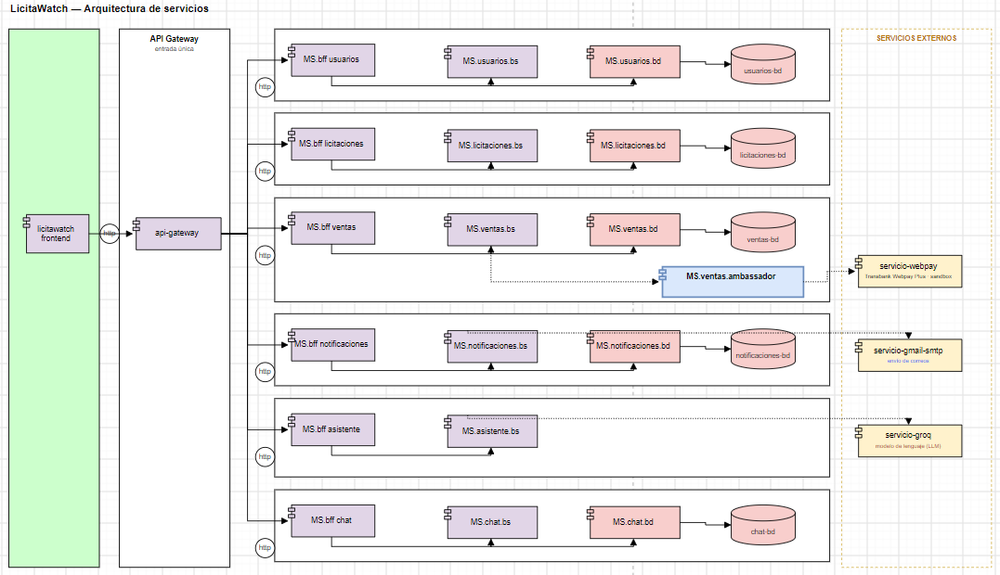 LicitaWatch — Arquitectura de servicios
API Gateway
entrada única
SERVICIOS EXTERNOS
MS.bff usuarios
MS.usuarios.bs
MS.usuarios.bd
usuarios-bd
http
MS.bff licitaciones
MS.licitaciones.bs
MS.licitaciones.bd
licitaciones-bd
http
licitawatch
frontend
http
api-gateway
MS.bff ventas
MS.ventas.bs
MS.ventas.bd
ventas-bd
http
MS.ventas.ambassador
servicio-webpay
Transbank Webpay Plus · sandbox
MS.bff notificaciones
MS.notificaciones.bs
MS.notificaciones.bd
notificaciones-bd
http
servicio-gmail-smtp
envío de correos
MS.bff asistente
MS.asistente.bs
http
servicio-groq
modelo de lenguaje (LLM)
MS.bff chat
MS.chat.bs
MS.chat.bd
chat-bd
http